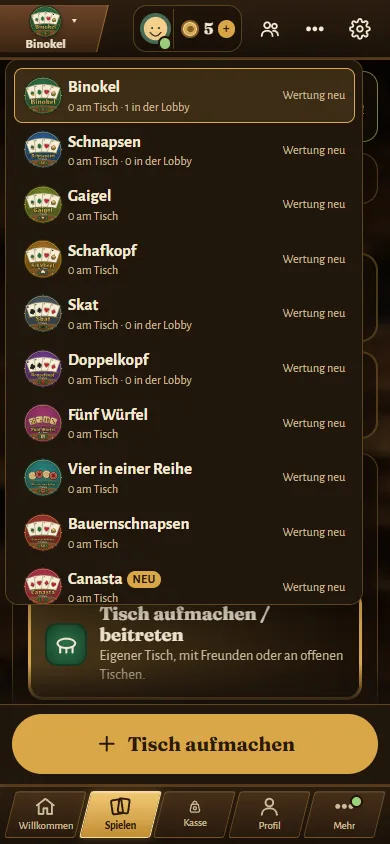 Binokel
5 +
Binokel
0 am Tisch · 1 in der Lobby
Wertung neu
Schnapsen
0 am Tisch · 0 in der Lobby
Wertung neu
Gaigel
0 am Tisch
Wertung neu
Schafkopf
0 am Tisch
Wertung neu
Skat
0 am Tisch · 0 in der Lobby
Wertung neu
Doppelkopf
0 am Tisch · 0 in der Lobby
Wertung neu
Fünf Würfel
0 am Tisch
Wertung neu
Vier in einer Reihe
0 am Tisch
Wertung neu
Bauernschnapsen
0 am Tisch
Wertung neu
Canasta NEU
0 am Tisch
Wertung neu
Tisch aufmachen /
beitreten
Eigener Tisch, mit Freunden oder an offenen
Tischen.
+ Tisch aufmachen
Willkommen
Spielen
Kasse
Profil
Mehr